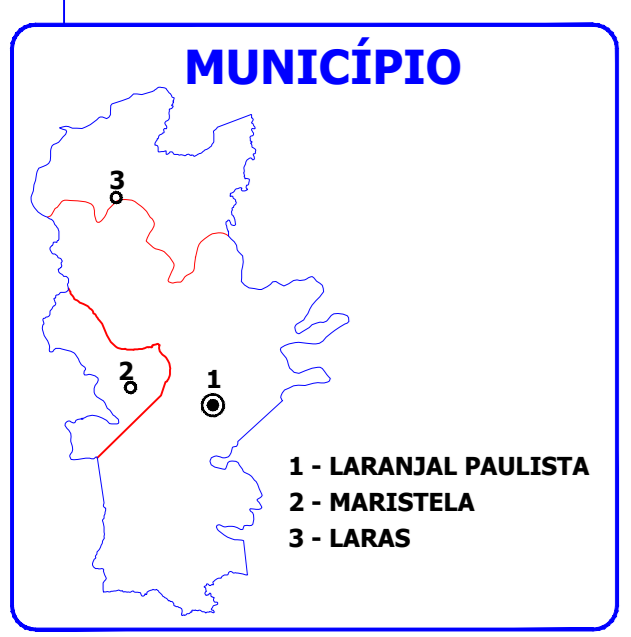 MUNICÍPIO
3
2
1
1 - LARANJAL PAULISTA
2 - MARISTELA
3 - LARAS